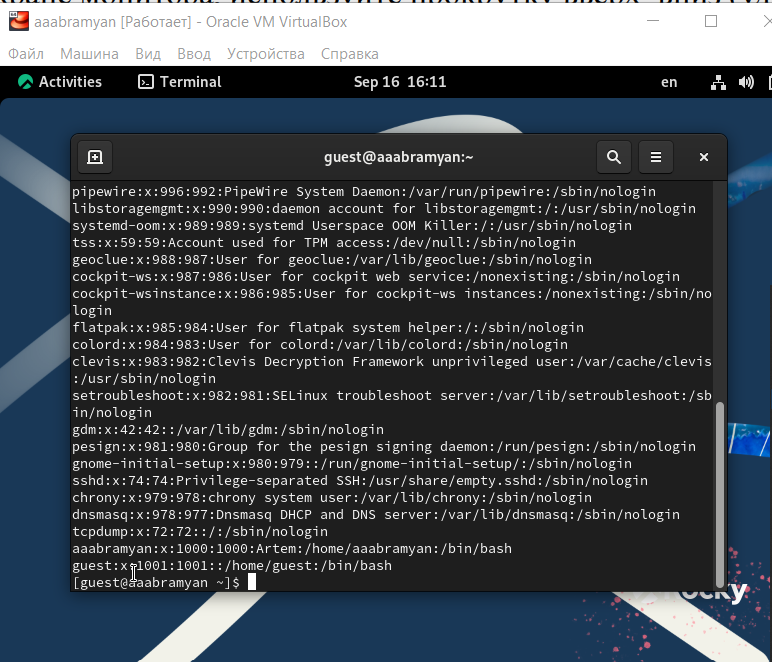 aaabramyan [Работает] - Oracle VM VirtualBox
Файл Машина Вид Ввод Устройства Справка
Activities Terminal Sep 16 16:11 en
guest@aaabramyan:~
pipewire:x:996:992:PipeWire System Daemon:/var/run/pipewire:/sbin/nologin
libstoragemgmt:x:990:990:daemon account for libstoragemgmt:/:/usr/sbin/nologin
systemd-oom:x:989:989:systemd Userspace OOM Killer:/:/usr/sbin/nologin
tss:x:59:59:Account used for TPM access:/dev/null:/sbin/nologin
geoclue:x:988:987:User for geoclue:/var/lib/geoclue:/sbin/nologin
cockpit-ws:x:987:986:User for cockpit web service:/nonexisting:/sbin/nologin
cockpit-wsinstance:x:986:985:User for cockpit-ws instances:/nonexisting:/sbin/no
login
flatpak:x:985:984:User for flatpak system helper:/:/sbin/nologin
colord:x:984:983:User for colord:/var/lib/colord:/sbin/nologin
clevis:x:983:982:Clevis Decryption Framework unprivileged user:/var/cache/clevis
:/usr/sbin/nologin
setroubleshoot:x:982:981:SELinux troubleshoot server:/var/lib/setroubleshoot:/sb
in/nologin
gdm:x:42:42::/var/lib/gdm:/sbin/nologin
pesign:x:981:980:Group for the pesign signing daemon:/run/pesign:/sbin/nologin
gnome-initial-setup:x:980:979::/run/gnome-initial-setup/:/sbin/nologin
sshd:x:74:74:Privilege-separated SSH:/usr/share/empty.sshd:/sbin/nologin
chrony:x:979:978:chrony system user:/var/lib/chrony:/sbin/nologin
dnsmasq:x:978:977:Dnsmasq DHCP and DNS server:/var/lib/dnsmasq:/sbin/nologin
tcpdump:x:72:72::/:/sbin/nologin
aaabramyan:x:1000:1000:Artem:/home/aaabramyan:/bin/bash
guest:x:1001:1001::/home/guest:/bin/bash
[guest@aaabramyan ~]$